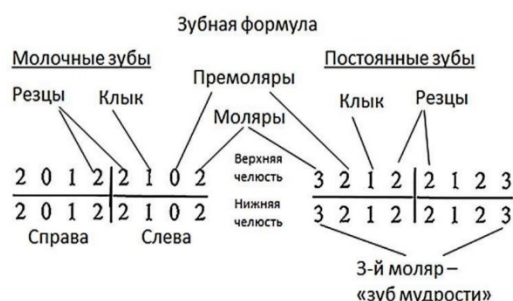 Зубная формула
Молочные зубы
Постоянные зубы
Премоляры
Резцы Клык
Клык Резцы
Моляры
2 0 1 2 2 1 0 2
Верхняя челюсть
3 2 1 2 2 1 2 3
2 0 1 2 2 1 0 2
Нижняя челюсть
3 2 1 2 2 1 2 3
Справа Слева
3-й моляр –
«зуб мудрости»